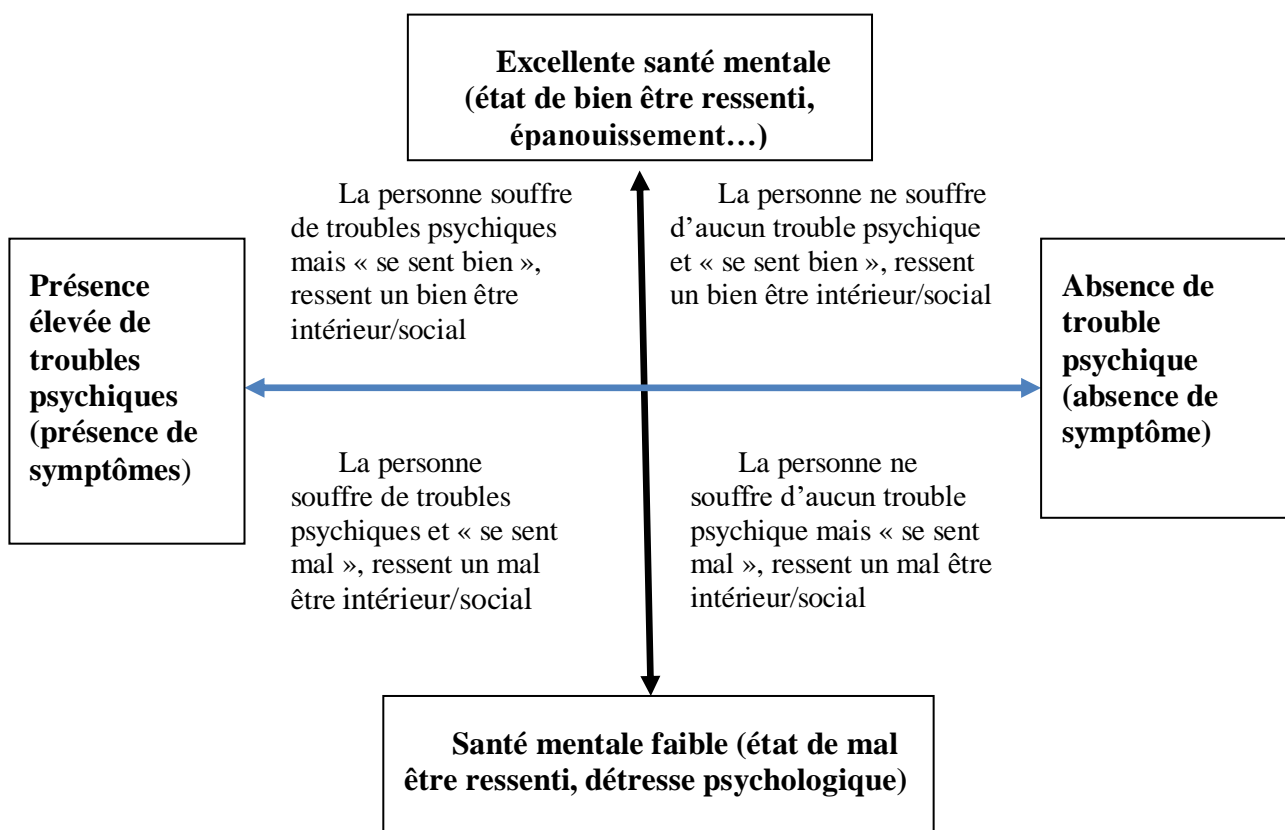 Excellente santé mentale
(état de bien être ressenti,
épanouissement…)
La personne souffre
de troubles psychiques
mais « se sent bien »,
ressent un bien être
intérieur/social
La personne ne souffre
d’aucun trouble psychique
et « se sent bien », ressent
un bien être intérieur/social
Présence
élevée de
troubles
psychiques
(présence de
symptômes)
Absence de
trouble
psychique
(absence de
symptôme)
La personne
souffre de troubles
psychiques et « se sent
mal », ressent un mal
être intérieur/social
La personne ne
souffre d’aucun trouble
psychique mais « se sent
mal », ressent un mal être
intérieur/social
Santé mentale faible (état de mal
être ressenti, détresse psychologique)